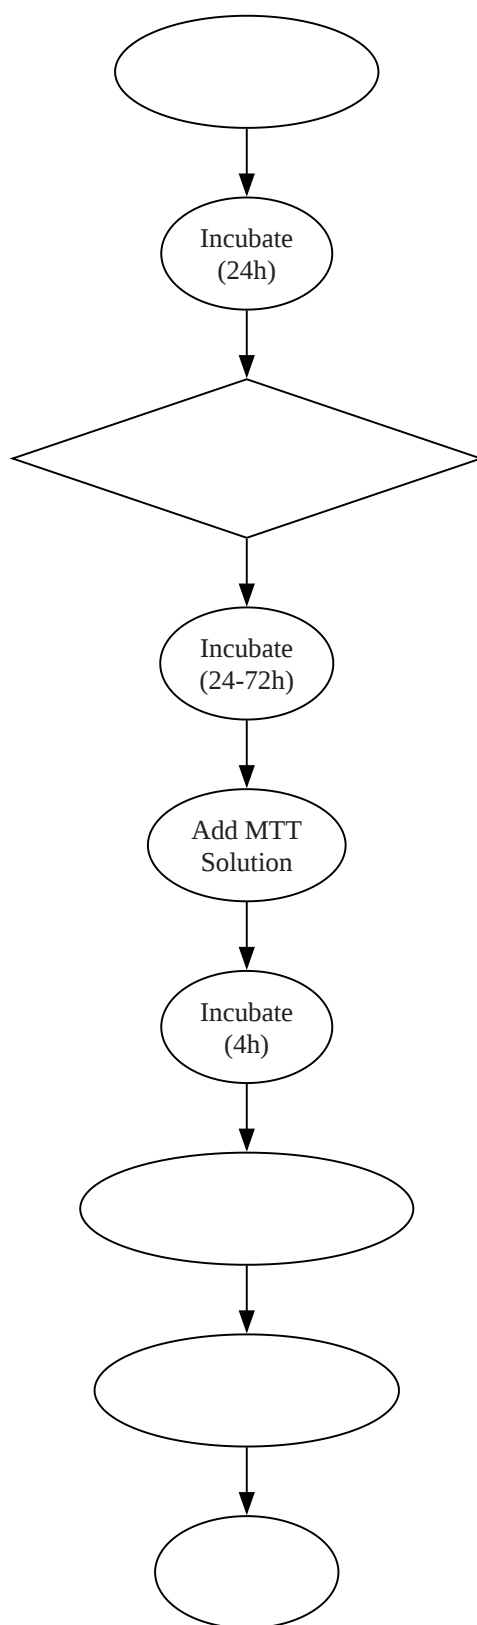 Incubate
(24h)
Incubate
(24-72h)
Add MTT
Solution
Incubate
(4h)